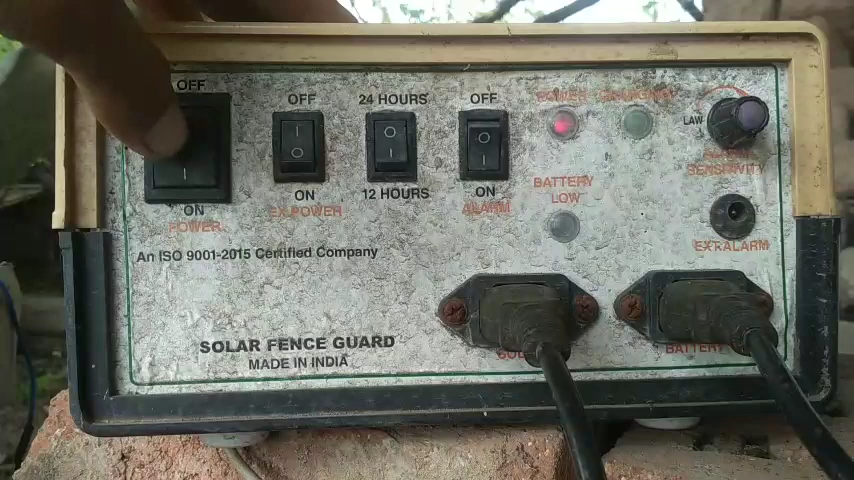 OFF
OFF
24 HOURS
OFF
POWER
CHARGING
LAW
ON
POWER
ON
EX.POWER
12 HOURS
ON
ALARM
BATTERY
LOW
SENSITIVITY
EXT.ALARM
An ISO 9001-2015 Certified Company
SOLAR FENCE GUARD
MADE IN INDIA
BATTERY